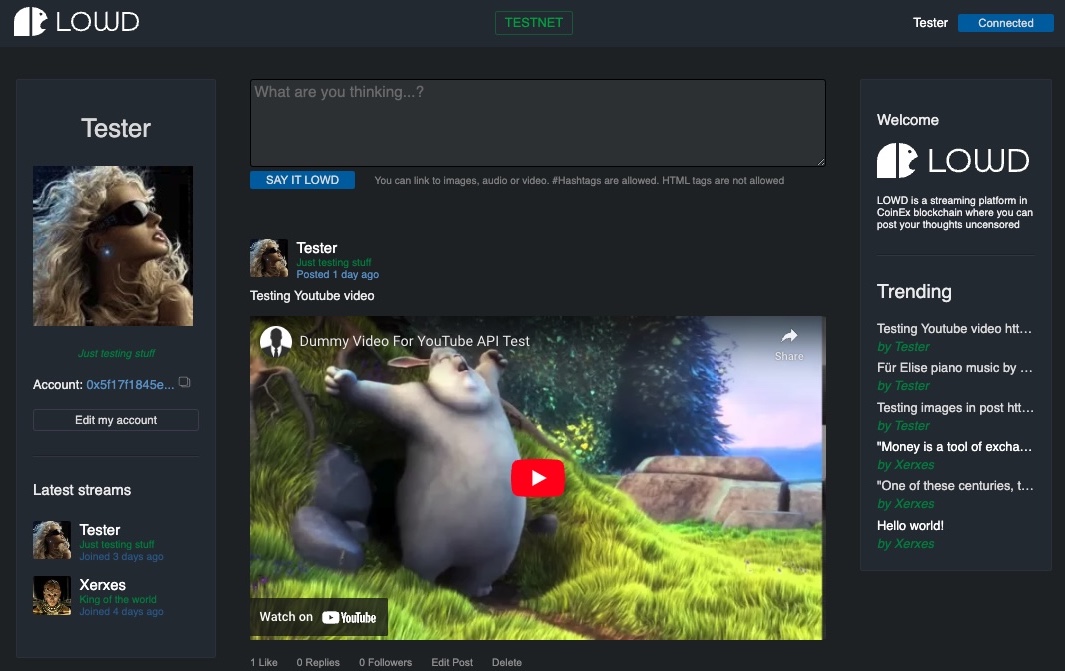 LOWD
TESTNET
Tester
Connected
Tester
Just testing stuff
Account: 0x5f17f1845e...
Edit my account
Latest streams
Tester
Just testing stuff
Joined 3 days ago
Xerxes
King of the world
Joined 4 days ago
What are you thinking...?
SAY IT LOWD
You can link to images, audio or video. #Hashtags are allowed. HTML tags are not allowed
Tester
Just testing stuff
Posted 1 day ago
Testing Youtube video
Dummy Video For YouTube API Test
Share
Watch on YouTube
1 Like
0 Replies
0 Followers
Edit Post
Delete
Welcome
LOWD
LOWD is a streaming platform in
CoinEx blockchain where you can
post your thoughts uncensored
Trending
Testing Youtube video htt...
by Tester
Für Elise piano music by ...
by Tester
Testing images in post htt...
by Tester
"Money is a tool of excha...
by Xerxes
"One of these centuries, t...
by Xerxes
Hello world!
by Xerxes